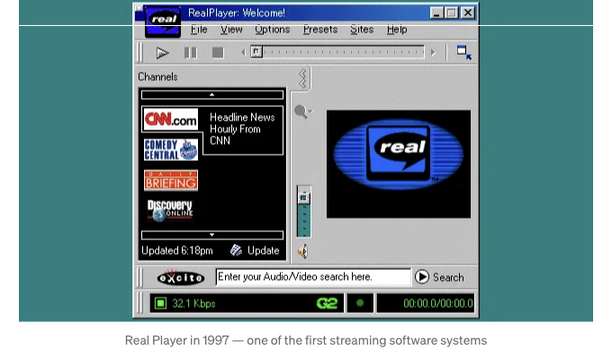 real
RealPlayer: Welcome!
File View Options Presets Sites Help
Channels
CNN.com
Headline News
Hourly From
CNN
COMEDY
CENTRAL
DAILY
BRIEFING
Discovery
ONLINE
real
Updated 6:18pm Update
excite Enter your Audio/Video search here. Search
32.1 Kbps G2 00:00.0/00:00.0
Real Player in 1997 — one of the first streaming software systems